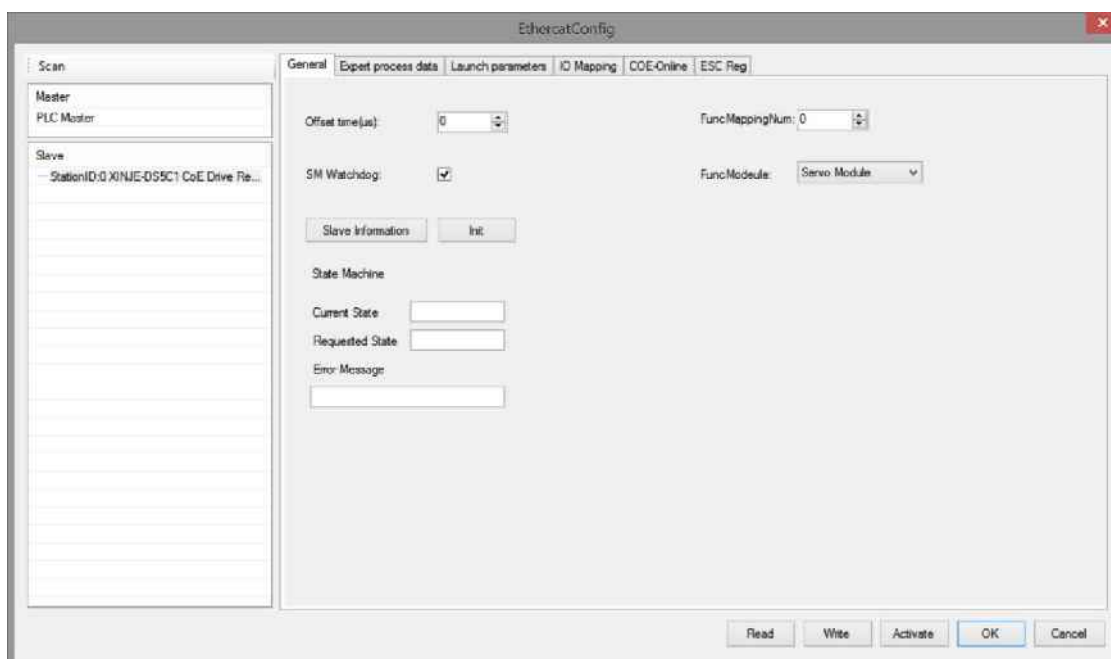 EthercatConfig
Scan
Master
PLC Master
Slave
StationID:0 XINJE-DS5C1 CoE Drive Re...
General Expert process data Launch parameters IO Mapping COE-Online ESC Reg
Offset time(us): 0 FuncMappingNum: 0
SM Watchdog: FuncModeule: Servo Module
Slave Information Init
State Machine
Current State
Requested State
Error Message
Read Write Activate OK Cancel